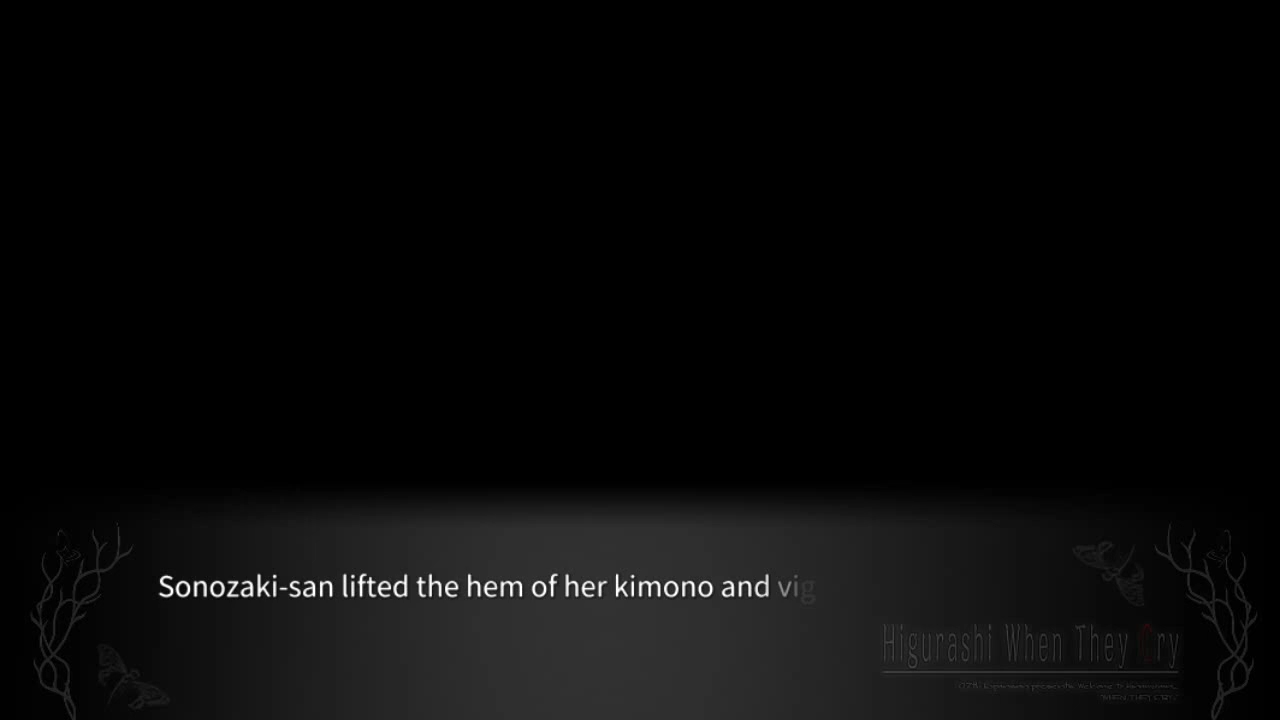 Sonozaki-san lifted the hem of her kimono and vig
Higurashi When They Cry